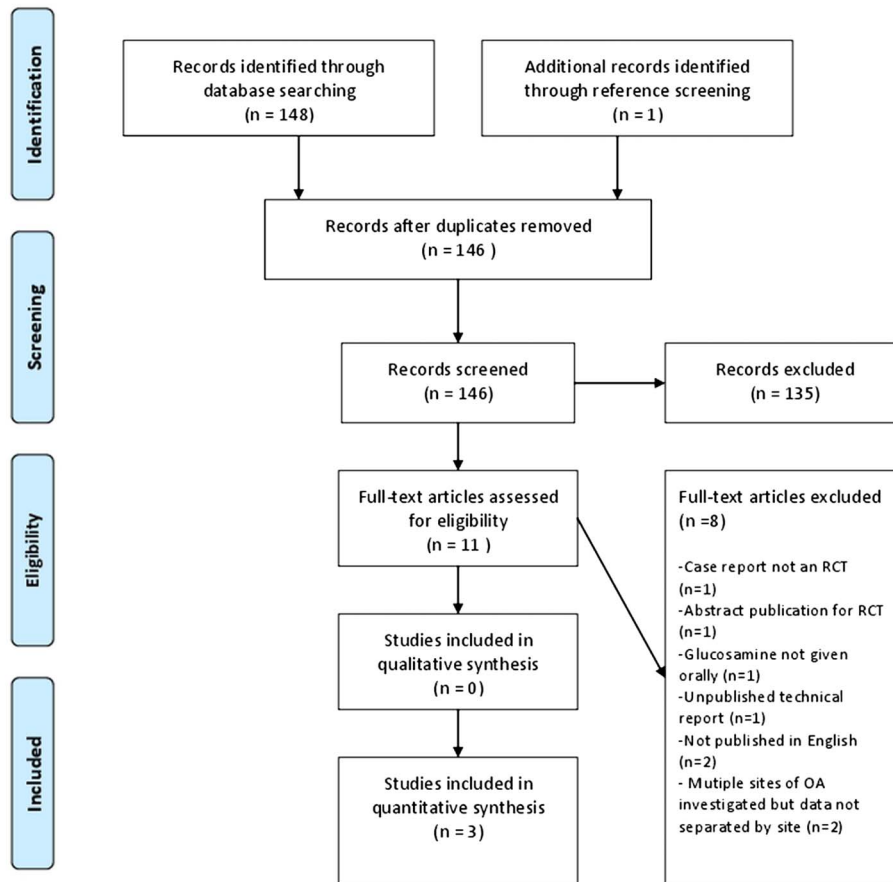 Identification
Records identified through
database searching
(n = 148)
Additional records identified
through reference screening
(n = 1)
Records after duplicates removed
(n = 146 )
Screening
Records screened
(n = 146)
Records excluded
(n = 135)
Eligibility
Full-text articles assessed
for eligibility
(n = 11 )
Full-text articles excluded
(n =8)
-Case report not an RCT
(n=1)
-Abstract publication for RCT
(n=1)
-Glucosamine not given
orally (n=1)
-Unpublished technical
report (n=1)
-Not published in English
(n=2)
- Mutiple sites of OA
investigated but data not
separated by site (n=2)
Studies included in
qualitative synthesis
(n = 0)
Included
Studies included in
quantitative synthesis
(n = 3)